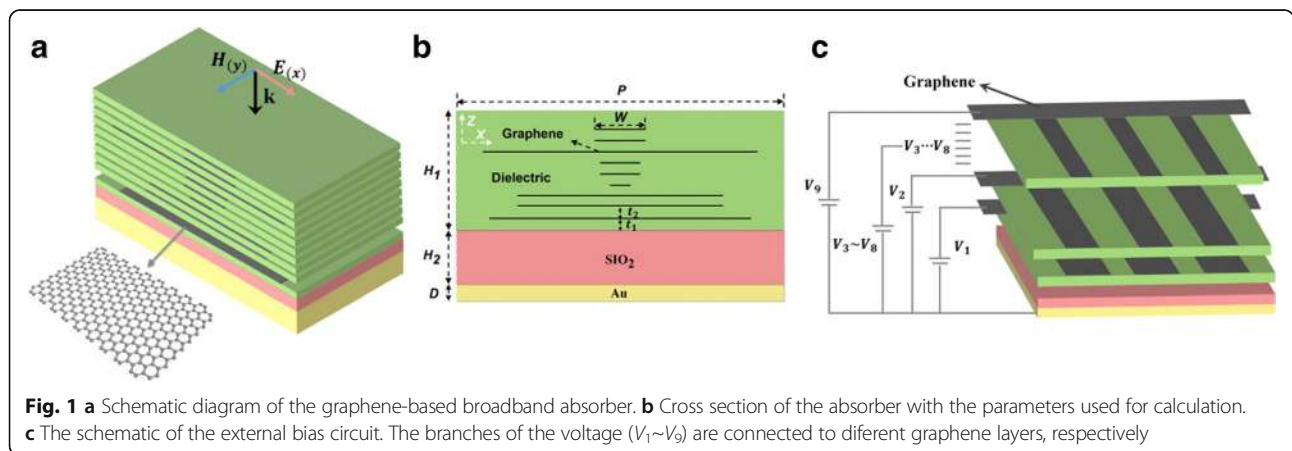 a
H(y)
E(x)
k
b
P
W
Z
X
Graphene
H₁
Dielectric
t₂
t₁
H₂
SIO₂
D
Au
c
Graphene
V₃⋯V₈
V₉
V₂
V₃~V₈
V₁
Fig. 1 a Schematic diagram of the graphene-based broadband absorber. b Cross section of the absorber with the parameters used for calculation.
c The schematic of the external bias circuit. The branches of the voltage (V₁~V₉) are connected to diferent graphene layers, respectively